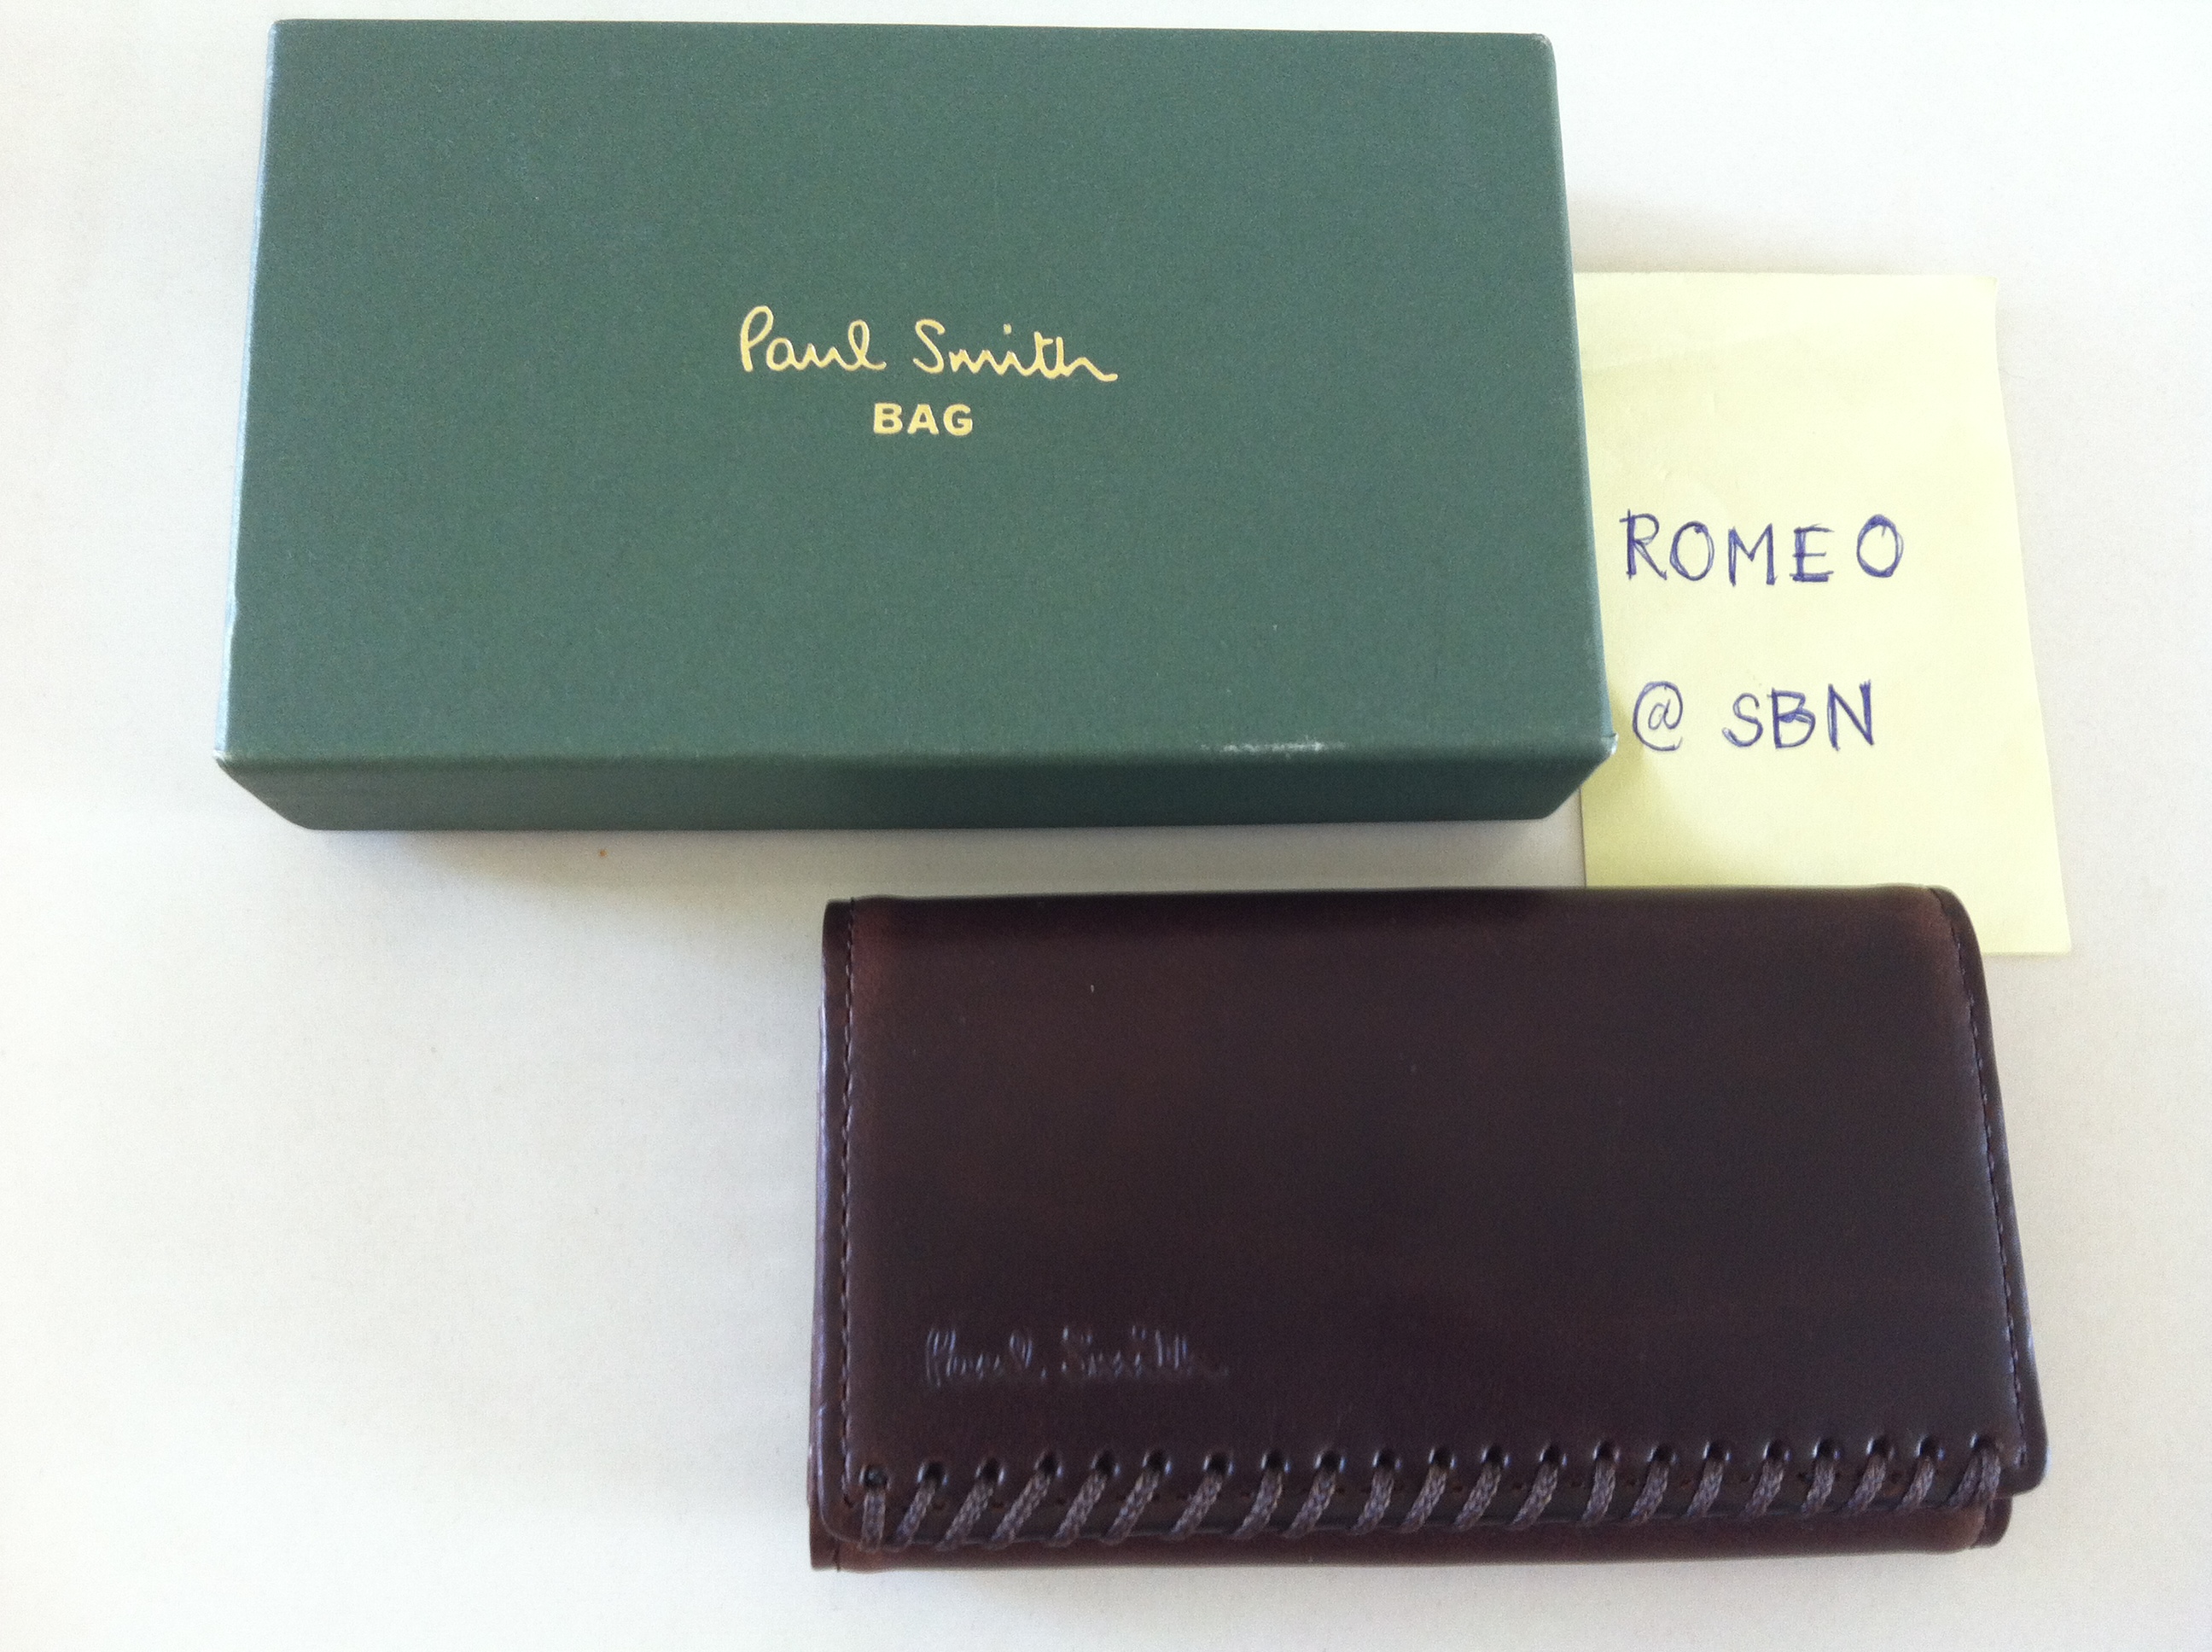 Paul Smith
BAG
ROMEO
@ SBN
Paul Smith